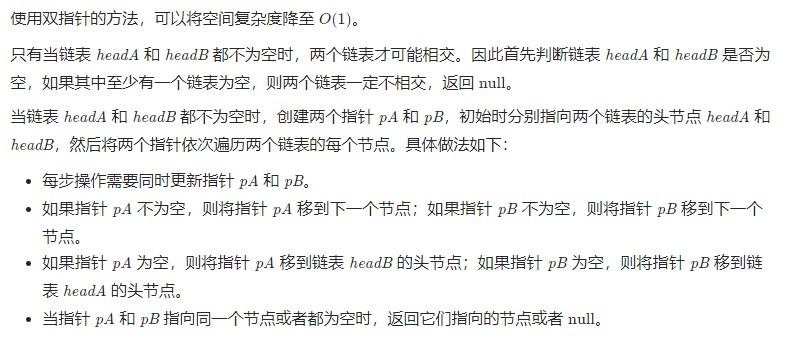 使用双指针的方法，可以将空间复杂度降至 O(1)。
只有当链表 headA 和 headB 都不为空时，两个链表才可能相交。因此首先判断链表 headA 和 headB 是否为
空，如果其中至少有一个链表为空，则两个链表一定不相交，返回 null。
当链表 headA 和 headB 都不为空时，创建两个指针 pA 和 pB，初始时分别指向两个链表的头节点 headA 和
headB，然后将两个指针依次遍历两个链表的每个节点。具体做法如下：
• 每步操作需要同时更新指针 pA 和 pB。
• 如果指针 pA 不为空，则将指针 pA 移到下一个节点；如果指针 pB 不为空，则将指针 pB 移到下一个
节点。
• 如果指针 pA 为空，则将指针 pA 移到链表 headB 的头节点；如果指针 pB 为空，则将指针 pB 移到链
表 headA 的头节点。
• 当指针 pA 和 pB 指向同一个节点或者都为空时，返回它们指向的节点或者 null。